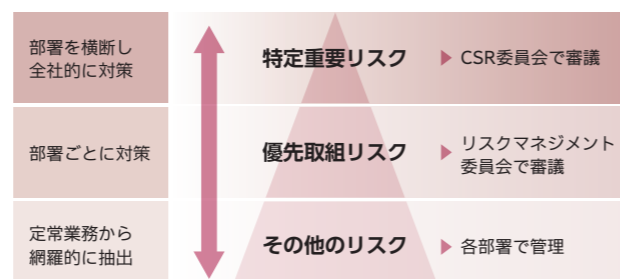 部署を横断し
全社的に対策
特定重要リスク
CSR委員会で審議
部署ごとに対策
優先取組リスク
リスクマネジメント
委員会で審議
定常業務から
網羅的に抽出
その他のリスク
各部署で管理